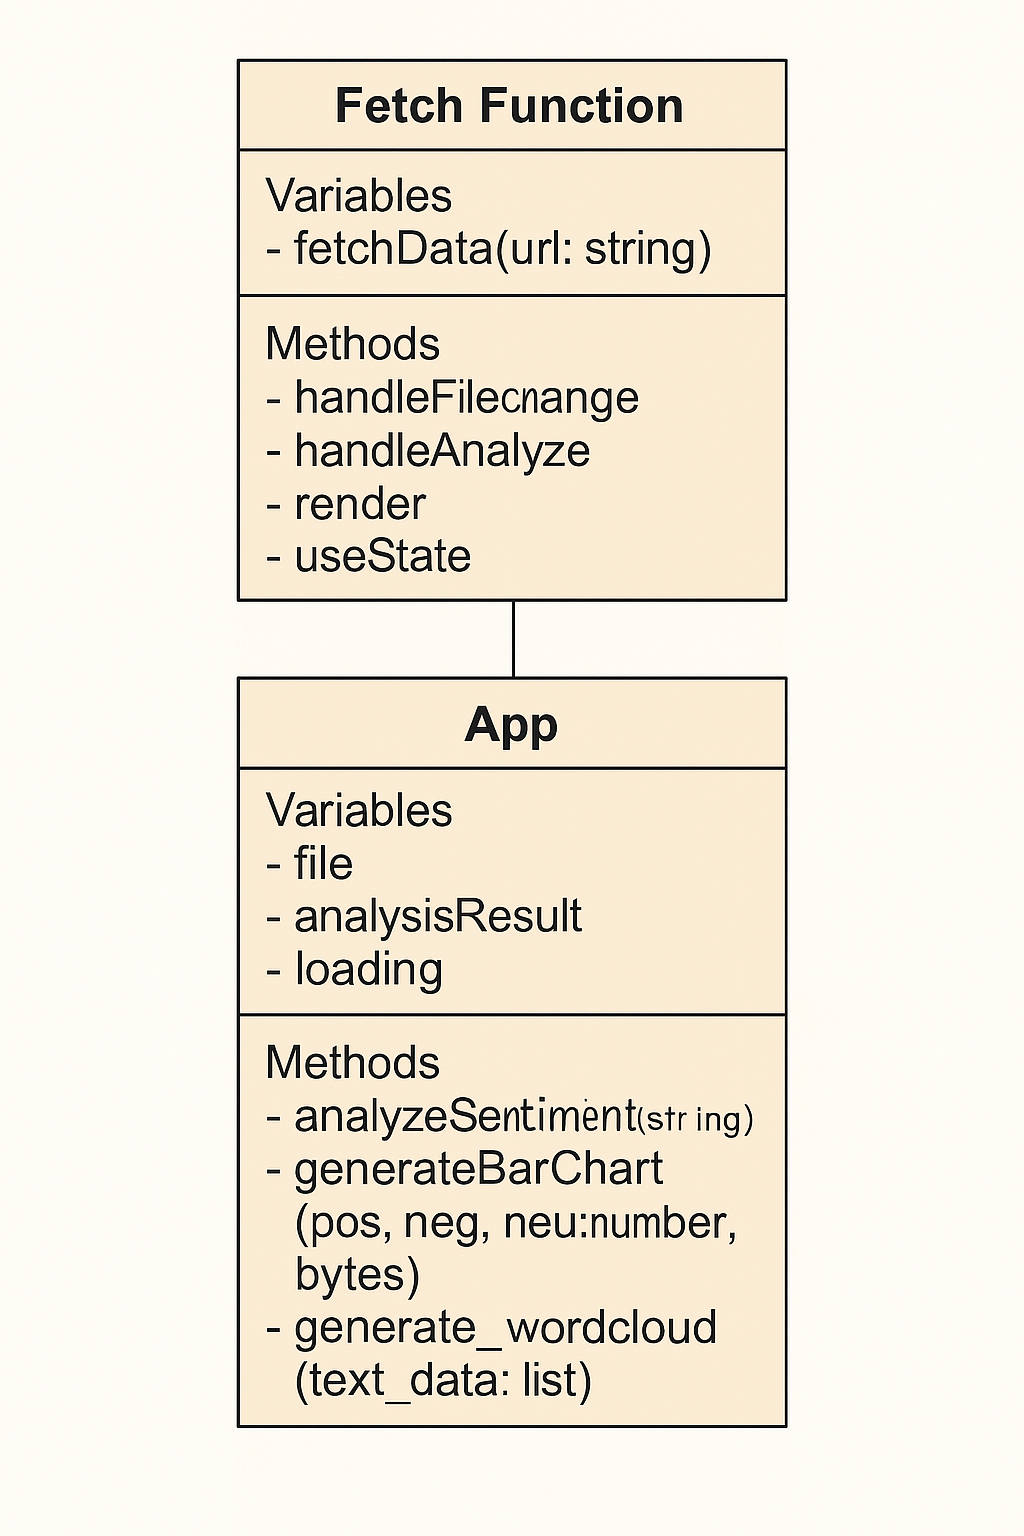 Fetch Function
Variables
- fetchData(url: string)
Methods
- handleFilecnange
- handleAnalyze
- render
- useState
App
Variables
- file
- analysisResult
- loading
Methods
- analyzeSentiment(str ing)
- generateBarChart
(pos, neg, neu:number,
bytes)
- generate_wordcloud
(text_data: list)